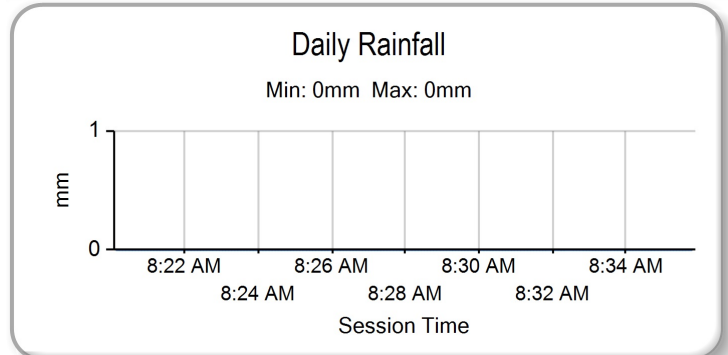 Daily Rainfall
Min: 0mm  Max: 0mm
1
mm
0
8:22 AM 8:26 AM 8:30 AM 8:34 AM
8:24 AM 8:28 AM 8:32 AM
Session Time